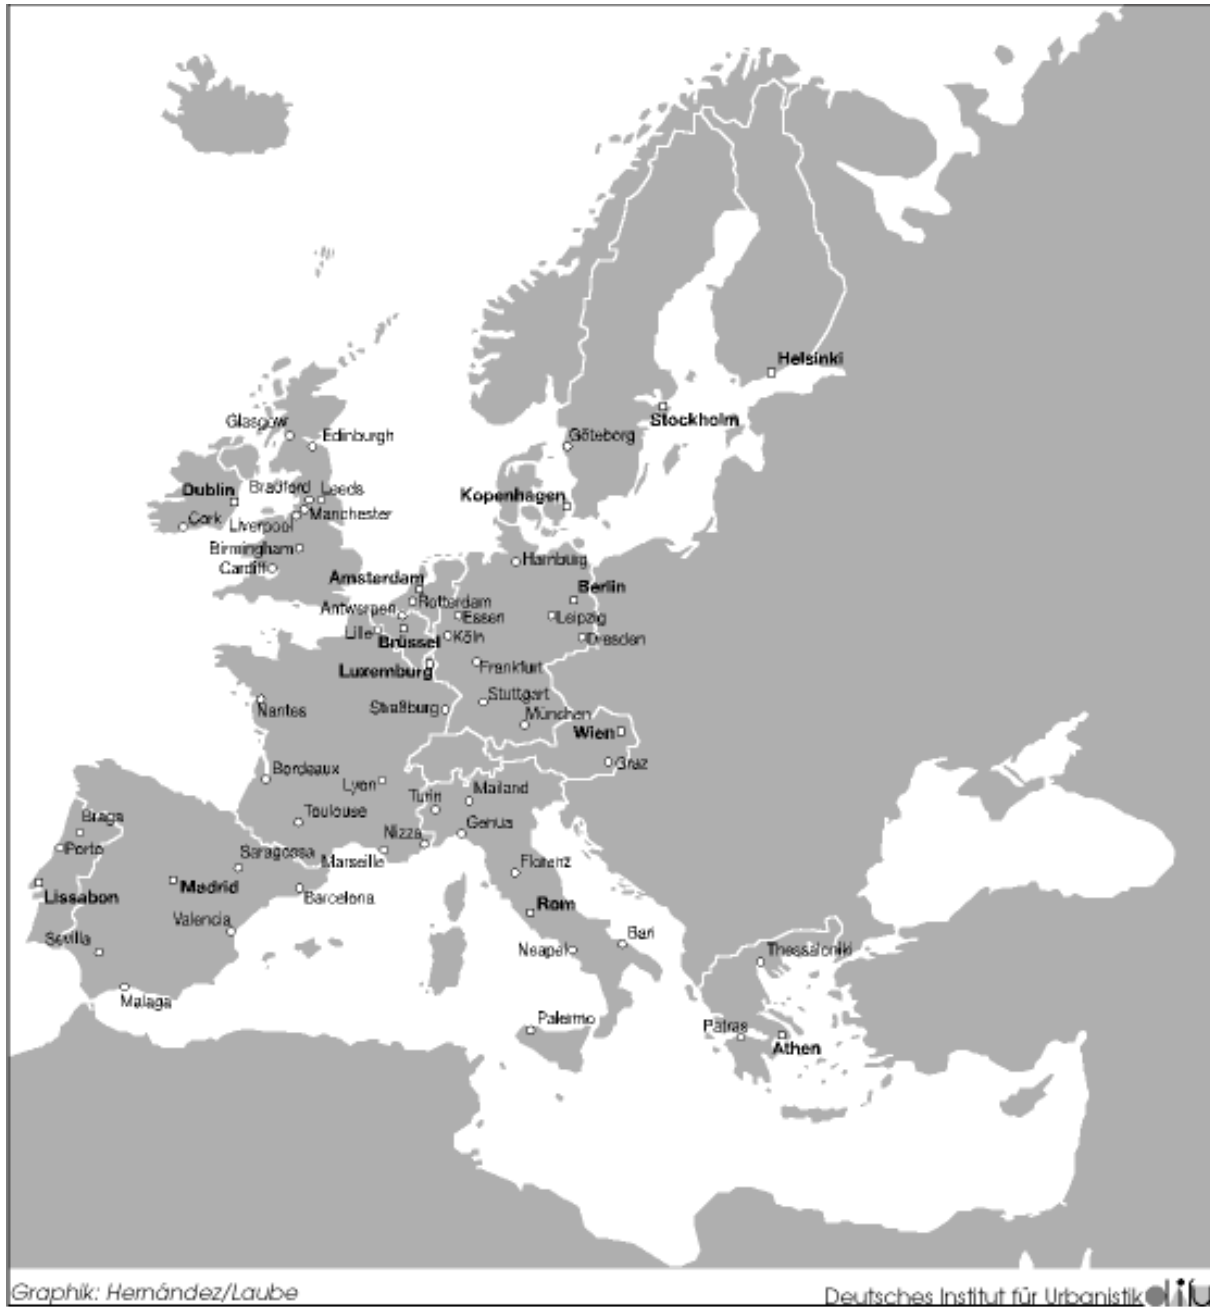 Helsinki
Stockholm
Glasgow
Edinburgh
Göteborg
Dublin
Bradford
Leeds
Kopenhagen
Cork
Liverpool
Manchester
Birmingham
Cardiff
Hamburg
Amsterdam
Berlin
Antwerpen
Rotterdam
Essen
Leipzig
Lille
Brüssel
Köln
Dresden
Luxemburg
Frankfurt
Nantes
Straßburg
Stuttgart
München
Wien
Graz
Bordeaux
Lyon
Turin
Mailand
Braga
Toulouse
Nizza
Genua
Porto
Saragossa
Marseille
Florenz
Lissabon
Madrid
Barcelona
Rom
Valencia
Sevilla
Neapel
Bari
Thessaloniki
Malaga
Palermo
Patras
Athen
Graphik: Hernández/Laube
Deutsches Institut für Urbanistik difu